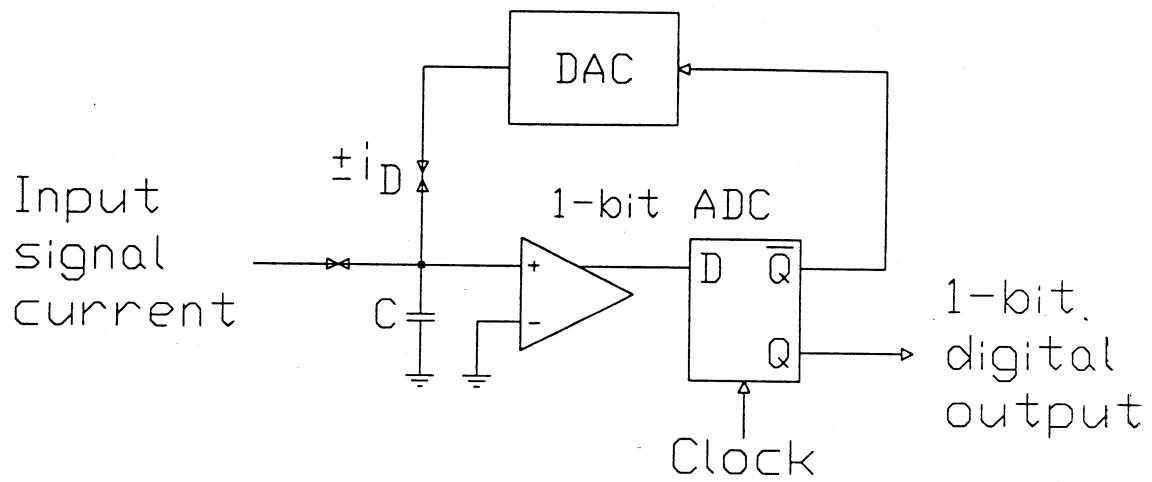 DAC
±iD
Input
signal
current
1-bit ADC
+
-
C
D Q̅
Q
Clock
1-bit.
digital
output